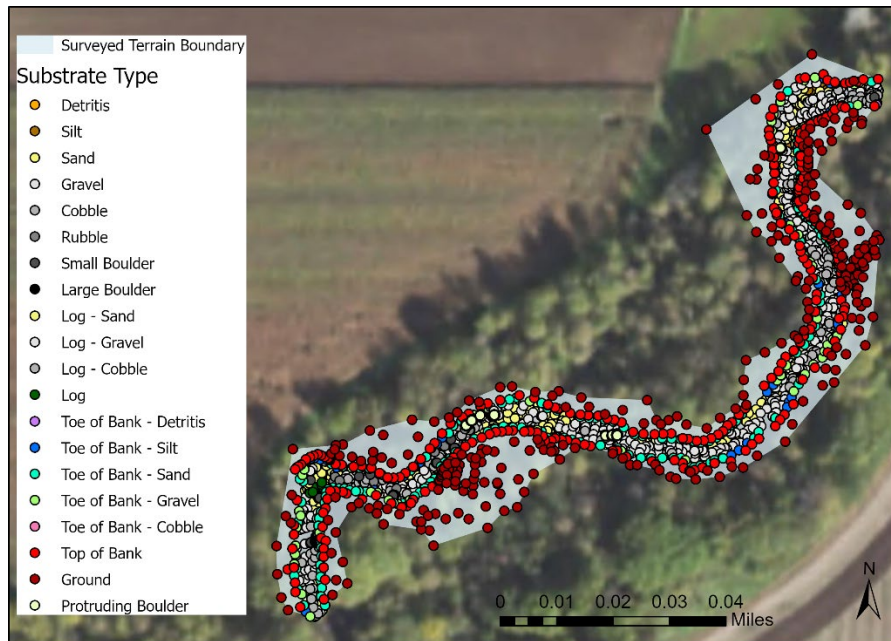 Surveyed Terrain Boundary
Substrate Type
Detritis
Silt
Sand
Gravel
Cobble
Rubble
Small Boulder
Large Boulder
Log - Sand
Log - Gravel
Log - Cobble
Log
Toe of Bank - Detritis
Toe of Bank - Silt
Toe of Bank - Sand
Toe of Bank - Gravel
Toe of Bank - Cobble
Top of Bank
Ground
Protruding Boulder
N
0 0.01 0.02 0.03 0.04
Miles